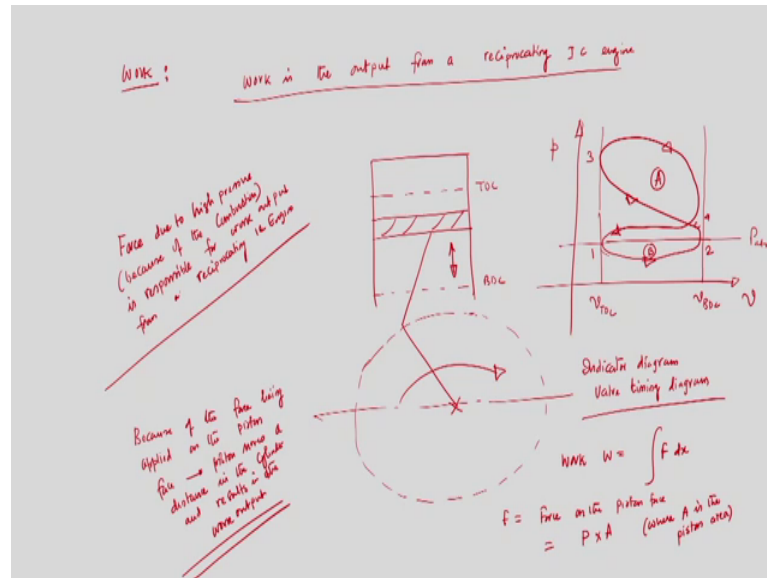 Work :
Work is the output from a reciprocating IC engine
Force due to high pressure
(because of the combustion)
is responsible for work output
from a reciprocating IC Engine
TDC
BDC
P
3
A
4
1
B
2
Patm
VTDC
VBDC
V
Because of the force being
applied on the piston
face → piston moves a
distance in the cylinder
and results in the
work output
Indicator diagram
Valve timing diagram
Work W = ∫ F dx
F = Force on the piston face
= P x A (where A is the
piston area)